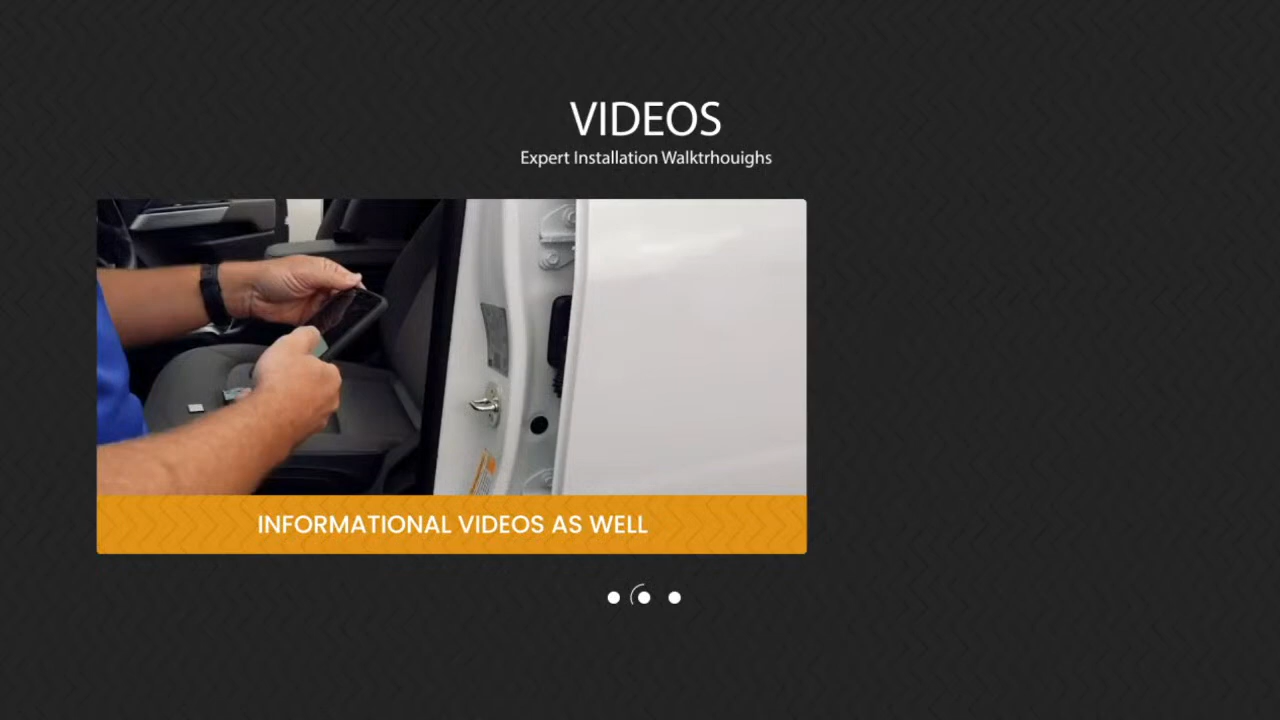 VIDEOS
Expert Installation Walktrhouighs
INFORMATIONAL VIDEOS AS WELL